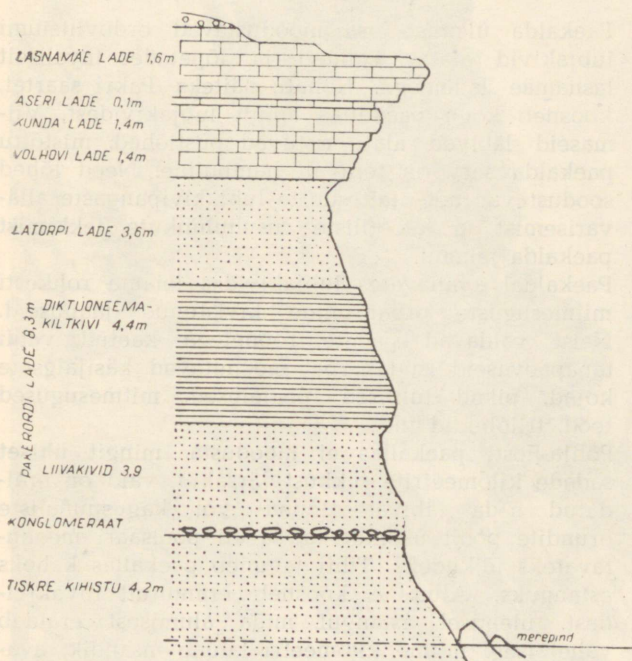 LASNAMÄE LADE 1,6m
ASERI LADE 0,1m
KUNDA LADE 1,4m
VOLHOVI LADE 1,4m
LATORPI LADE 3,6m
PAKERORDI LADE 8,3m
DIKTUONEEMA-
KILTKIVI 4,4m
LIIVAKIVID 3,9
KONGLOMERAAT
TISKRE KIHISTU 4,2m
merepind